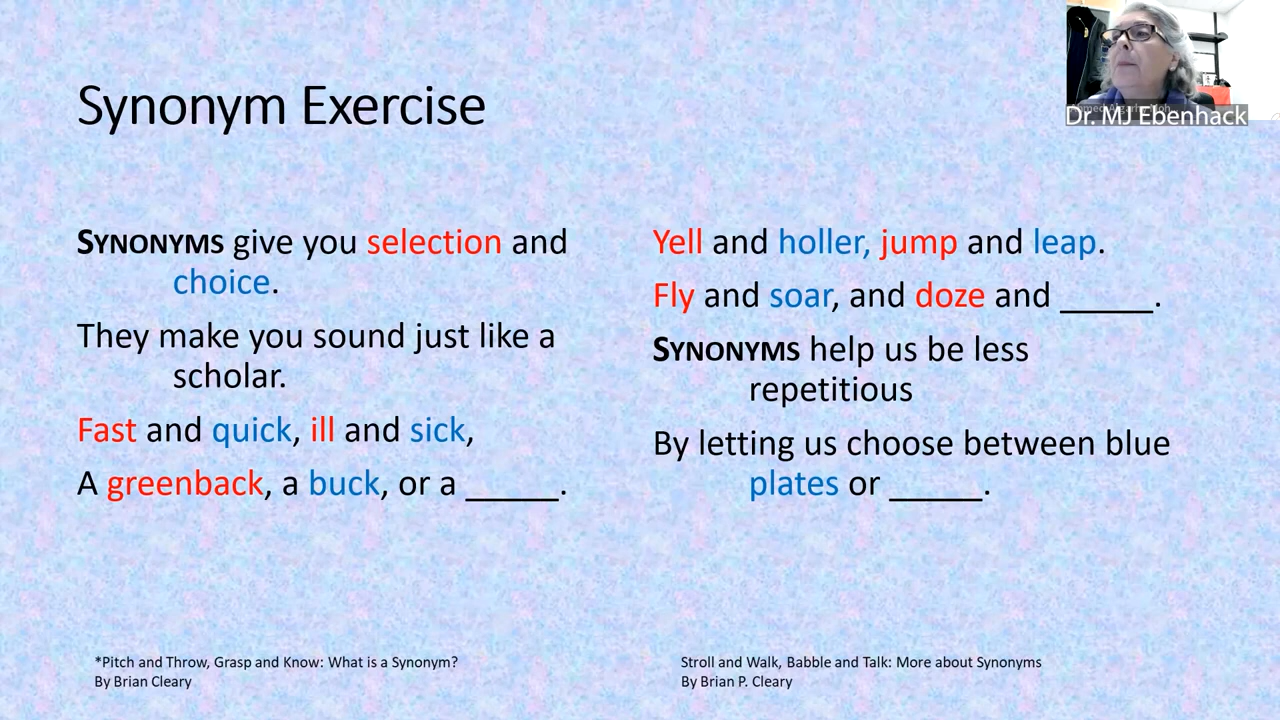 Synonym Exercise
SYNONYMS give you selection and
choice.
They make you sound just like a
scholar.
Fast and quick, ill and sick,
A greenback, a buck, or a _____.
Yell and holler, jump and leap.
Fly and soar, and doze and _____.
SYNONYMS help us be less
repetitious
By letting us choose between blue
plates or _____.
*Pitch and Throw, Grasp and Know: What is a Synonym?
By Brian Cleary
Stroll and Walk, Babble and Talk: More about Synonyms
By Brian P. Cleary
Dr. MJ Ebenhack